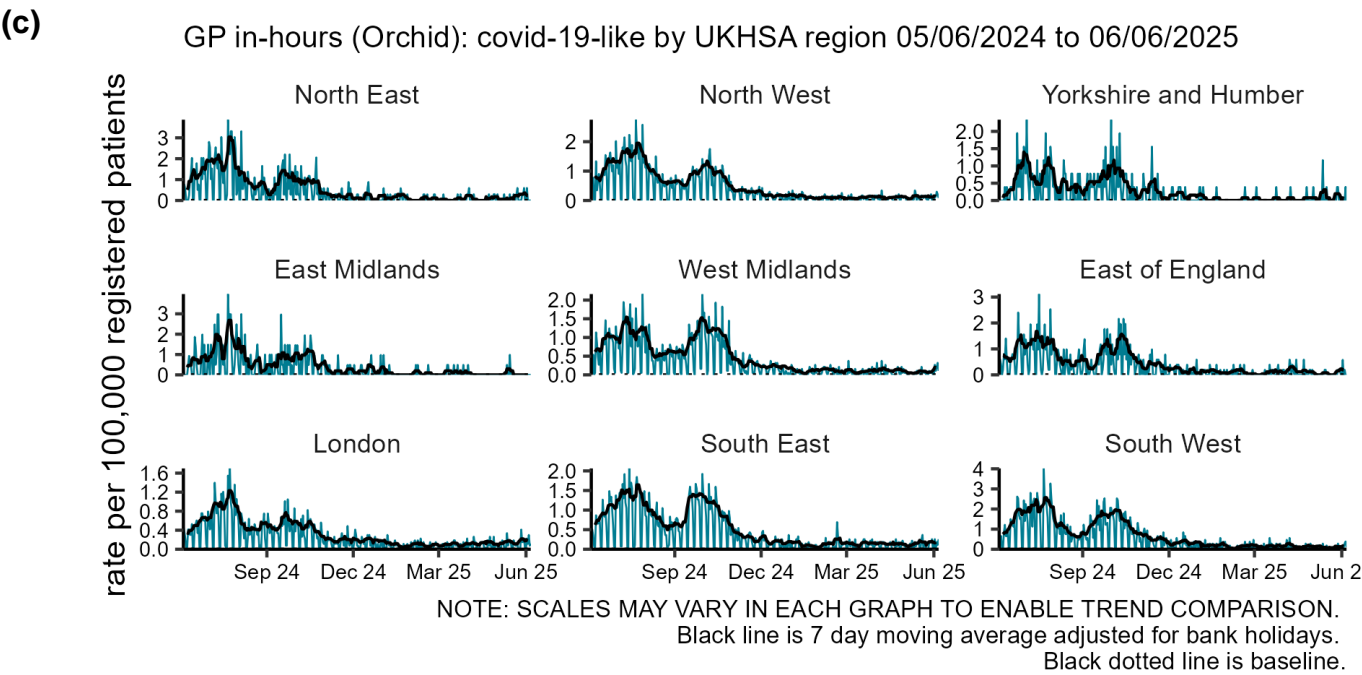 (c)
GP in-hours (Orchid): covid-19-like by UKHSA region 05/06/2024 to 06/06/2025
rate per 100,000 registered patients
North East
3
2
1
0
North West
2
1
0
Yorkshire and Humber
2.0
1.5
1.0
0.5
0.0
East Midlands
3
2
1
0
West Midlands
2.0
1.5
1.0
0.5
0.0
East of England
3
2
1
0
London
1.6
1.2
0.8
0.4
0.0
South East
2.0
1.5
1.0
0.5
0.0
South West
4
3
2
1
0
Sep 24 Dec 24 Mar 25 Jun 25
Sep 24 Dec 24 Mar 25 Jun 25
Sep 24 Dec 24 Mar 25 Jun 2
NOTE: SCALES MAY VARY IN EACH GRAPH TO ENABLE TREND COMPARISON.
Black line is 7 day moving average adjusted for bank holidays.
Black dotted line is baseline.